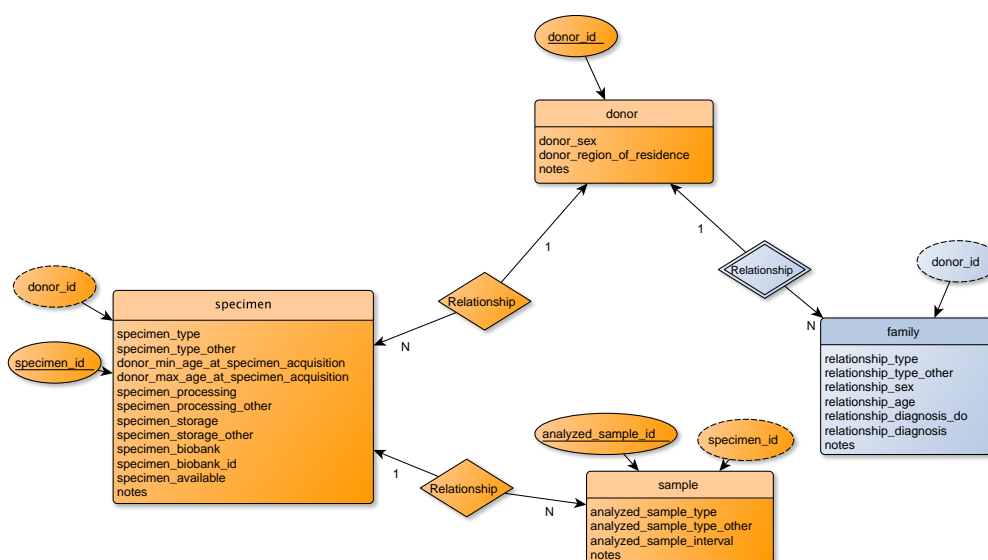 donor_id
donor
donor_sex
donor_region_of_residence
notes
1
1
Relationship
donor_id
donor_id
specimen
Relationship
N
family
specimen_type
specimen_type_other
donor_min_age_at_specimen_acquisition
donor_max_age_at_specimen_acquisition
specimen_processing
specimen_processing_other
specimen_storage
specimen_storage_other
specimen_biobank
specimen_biobank_id
specimen_available
notes
specimen_id
N
relationship_type
relationship_type_other
relationship_sex
relationship_age
relationship_diagnosis_do
relationship_diagnosis
notes
analyzed_sample_id
specimen_id
1
Relationship
N
sample
analyzed_sample_type
analyzed_sample_type_other
analyzed_sample_interval
notes